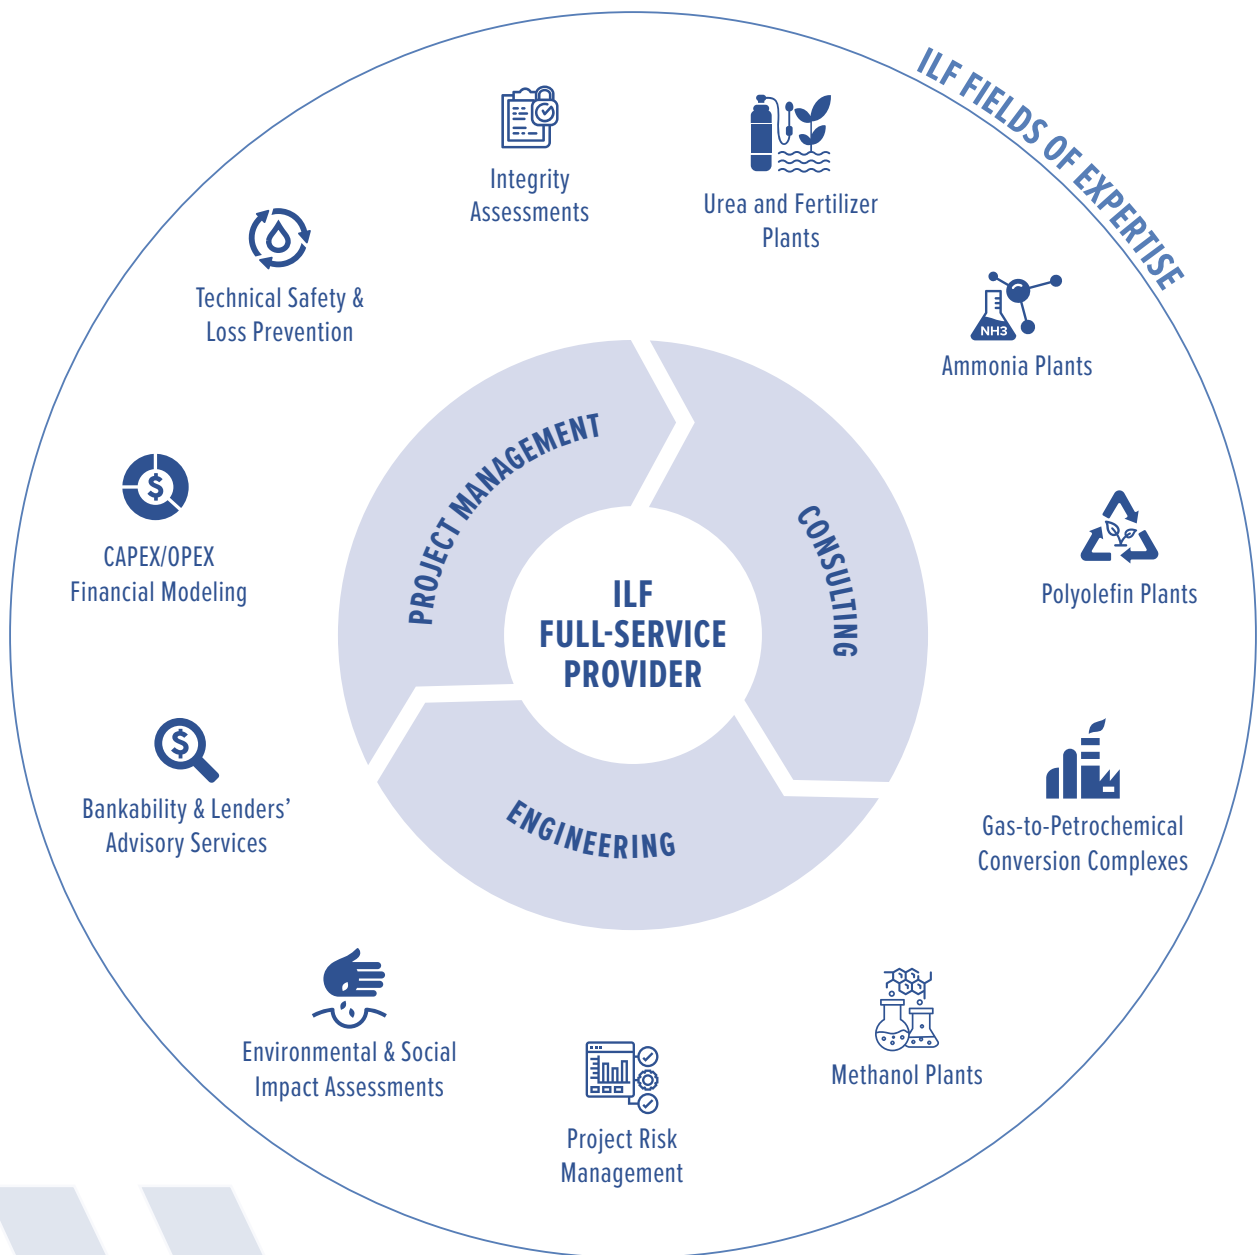 ILF FIELDS OF EXPERTISE
Integrity
Assessments
Urea and Fertilizer
Plants
Technical Safety &
Loss Prevention
NH3
Ammonia Plants
PROJECT MANAGEMENT
CONSULTING
ENGINEERING
ILF
FULL-SERVICE
PROVIDER
$
CAPEX/OPEX
Financial Modeling
Polyolefin Plants
$
Bankability & Lenders’
Advisory Services
Gas-to-Petrochemical
Conversion Complexes
Environmental & Social
Impact Assessments
Methanol Plants
Project Risk
Management